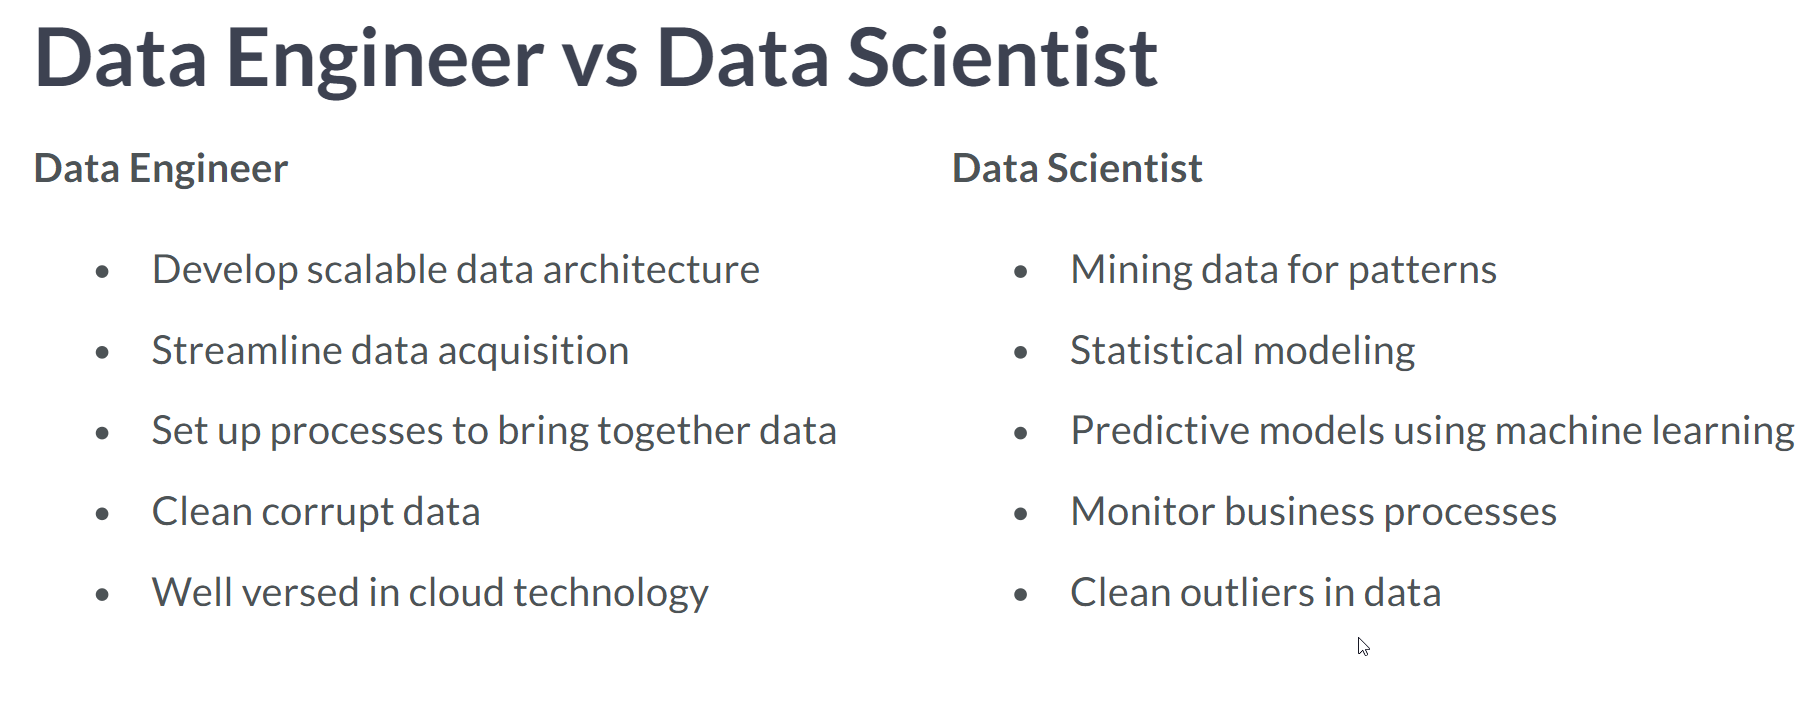 Data Engineer vs Data Scientist
Data Engineer
Develop scalable data architecture
Streamline data acquisition
Set up processes to bring together data
Clean corrupt data
Well versed in cloud technology
Data Scientist
Mining data for patterns
Statistical modeling
Predictive models using machine learning
Monitor business processes
Clean outliers in data